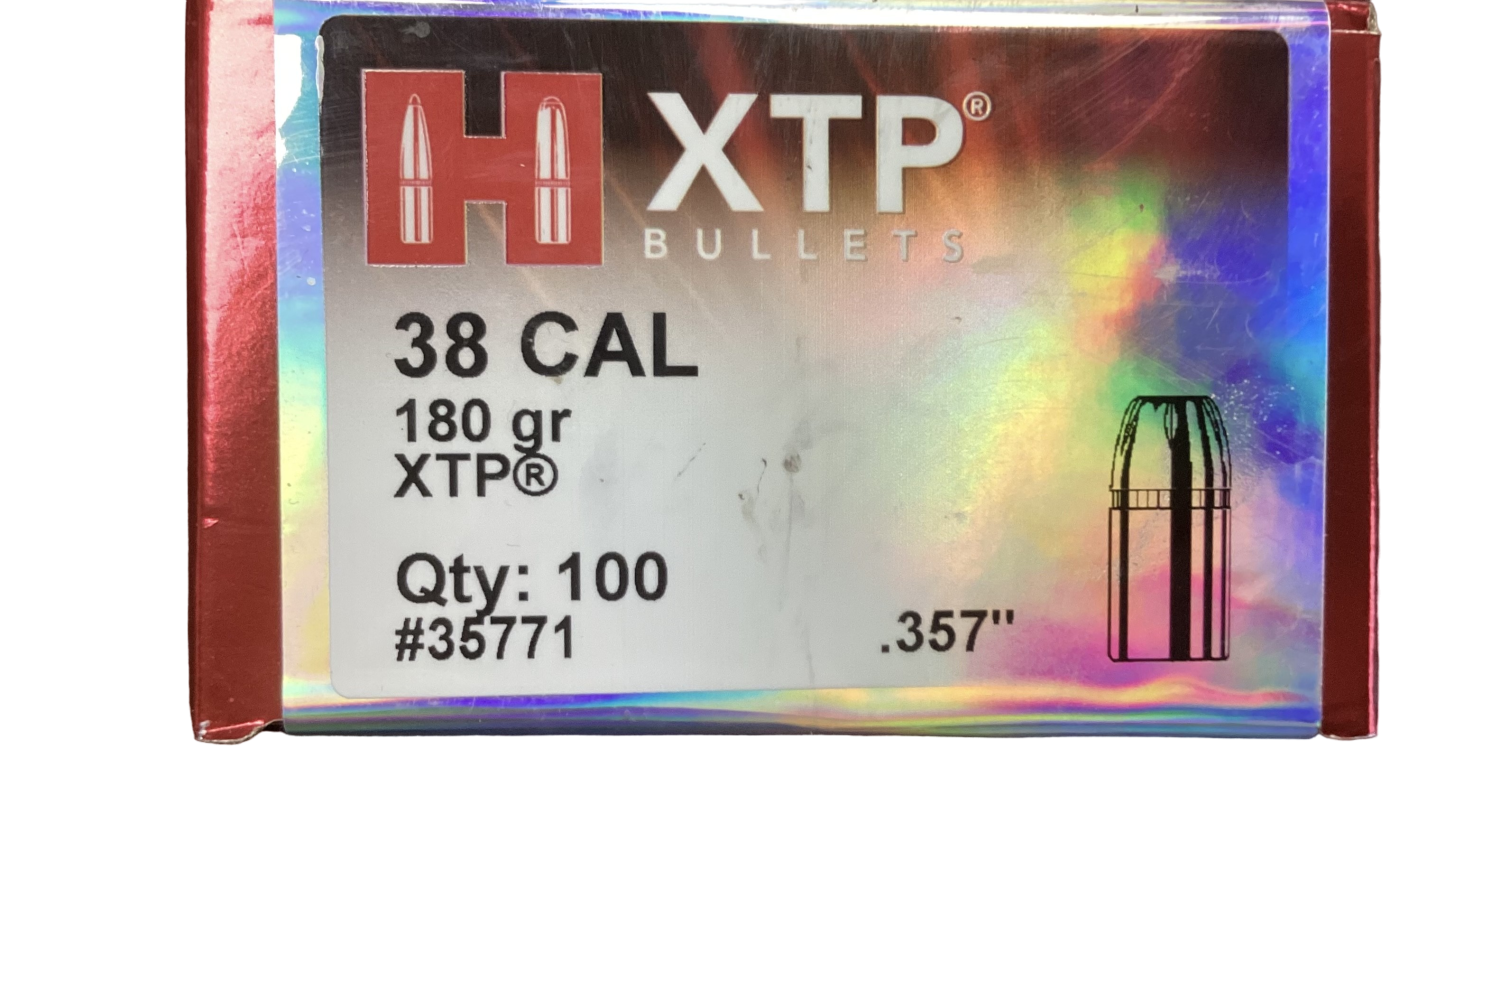 H XTP®
BULLETS
38 CAL
180 gr
XTP®
Qty: 100
#35771
.357"